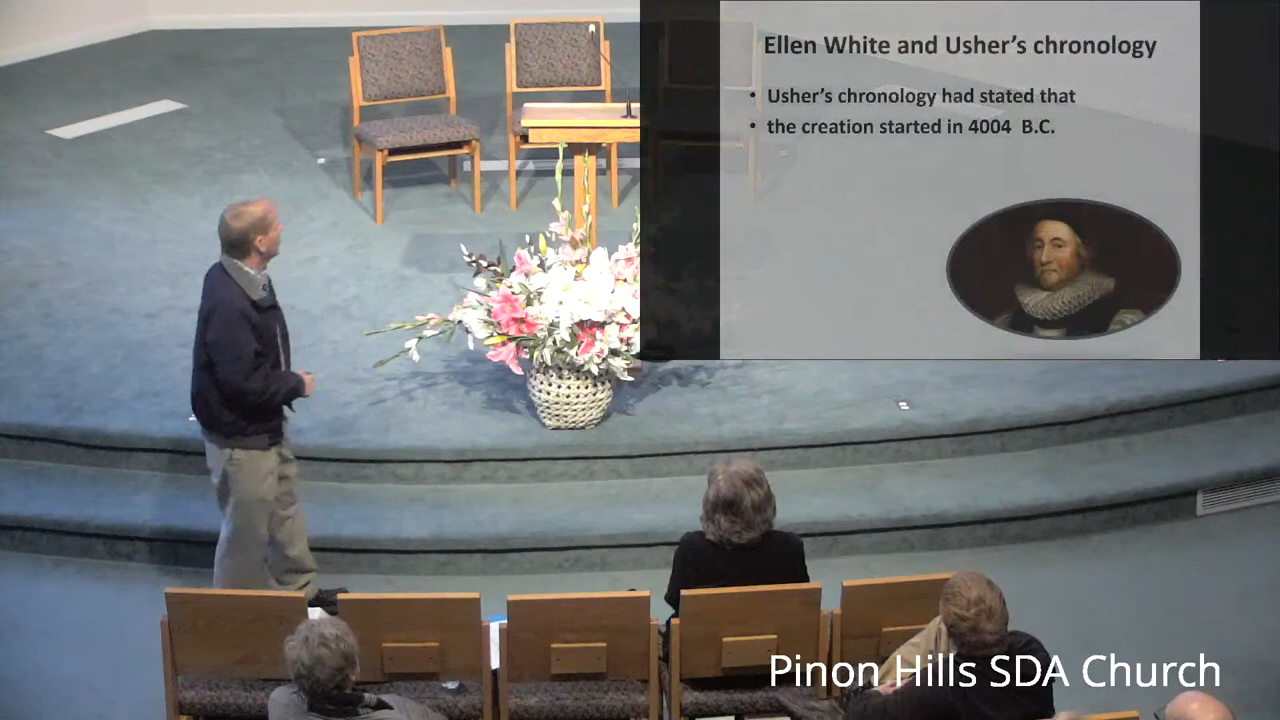 Ellen White and Usher's chronology
• Usher's chronology had stated that
• the creation started in 4004 B.C.
Pinon Hills SDA Church